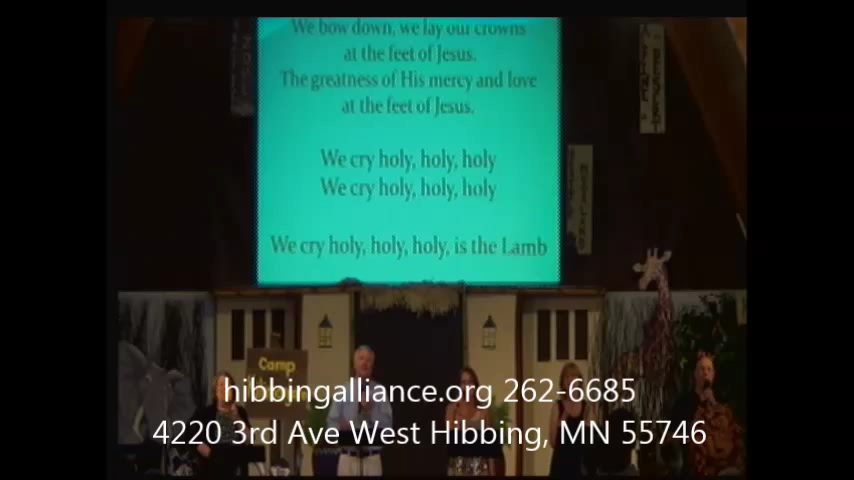 We bow down, we lay our crowns
at the feet of Jesus.
The greatness of His mercy and love
at the feet of Jesus.
We cry holy, holy, holy
We cry holy, holy, holy
We cry holy, holy, holy, is the Lamb
Camp
hibbingalliance.org 262-6685
4220 3rd Ave West Hibbing, MN 55746